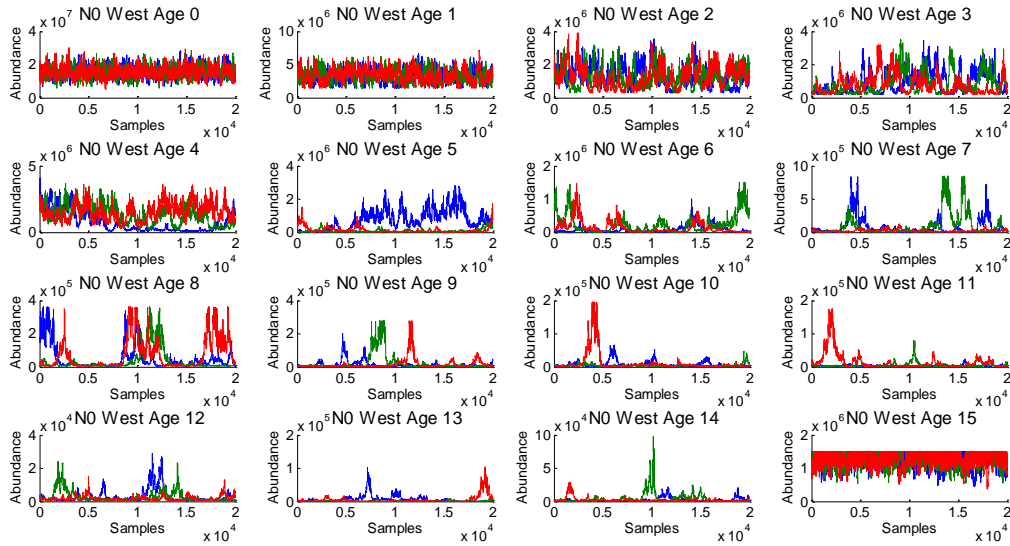 x 10^7 N0 West Age 0
Abundance
4
2
0
0 0.5 1 1.5 2
Samples
x 10^4
x 10^6 N0 West Age 1
Abundance
10
5
0
0 0.5 1 1.5 2
Samples
x 10^4
x 10^6 N0 West Age 2
Abundance
4
2
0
0 0.5 1 1.5 2
Samples
x 10^4
x 10^6 N0 West Age 3
Abundance
4
2
0
0 0.5 1 1.5 2
Samples
x 10^4
x 10^6 N0 West Age 4
Abundance
5
0
0 0.5 1 1.5 2
Samples
x 10^4
x 10^6 N0 West Age 5
Abundance
4
2
0
0 0.5 1 1.5 2
Samples
x 10^4
x 10^6 N0 West Age 6
Abundance
2
1
0
0 0.5 1 1.5 2
Samples
x 10^4
x 10^5 N0 West Age 7
Abundance
10
5
0
0 0.5 1 1.5 2
Samples
x 10^4
x 10^5 N0 West Age 8
Abundance
4
2
0
0 0.5 1 1.5 2
Samples
x 10^4
x 10^5 N0 West Age 9
Abundance
4
2
0
0 0.5 1 1.5 2
Samples
x 10^4
x 10^5 N0 West Age 10
Abundance
2
1
0
0 0.5 1 1.5 2
Samples
x 10^4
x 10^5 N0 West Age 11
Abundance
2
1
0
0 0.5 1 1.5 2
Samples
x 10^4
x 10^4 N0 West Age 12
Abundance
4
2
0
0 0.5 1 1.5 2
Samples
x 10^4
x 10^5 N0 West Age 13
Abundance
2
1
0
0 0.5 1 1.5 2
Samples
x 10^4
x 10^4 N0 West Age 14
Abundance
10
5
0
0 0.5 1 1.5 2
Samples
x 10^4
x 10^6 N0 West Age 15
Abundance
2
1
0
0 0.5 1 1.5 2
Samples
x 10^4